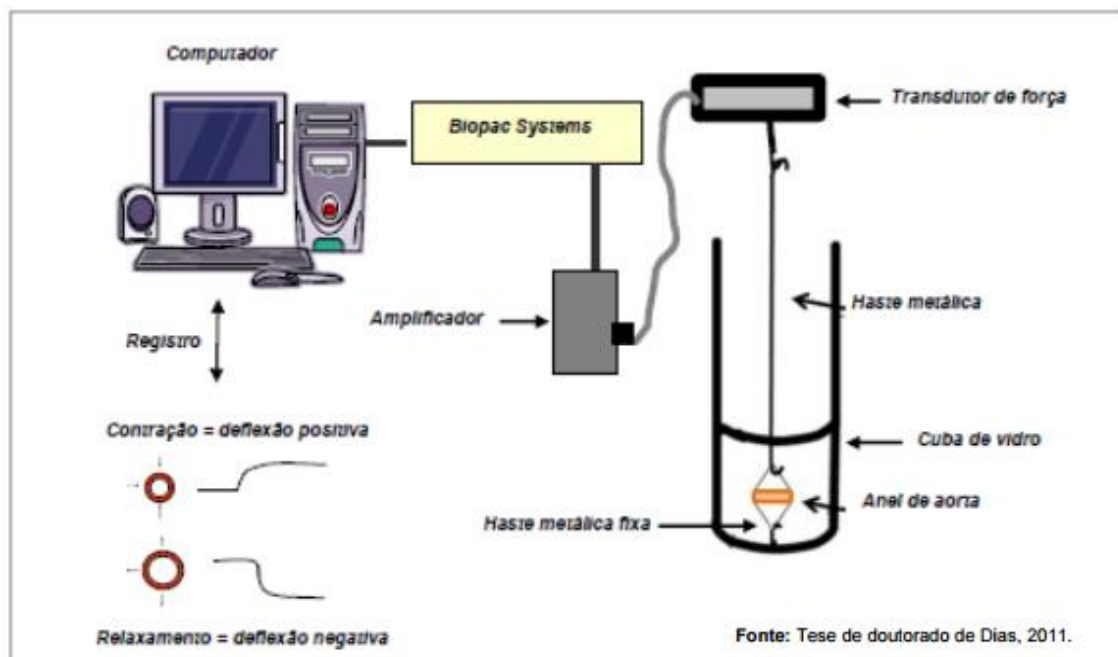 Computador
Biopac Systems
Transdutor de força
Amplificador
Haste metálica
Registro
Contração = deflexão positiva
Cuba de vidro
Anel de aorta
Haste metálica fixa
Relaxamento = deflexão negativa
Fonte: Tese de doutorado de Dias, 2011.